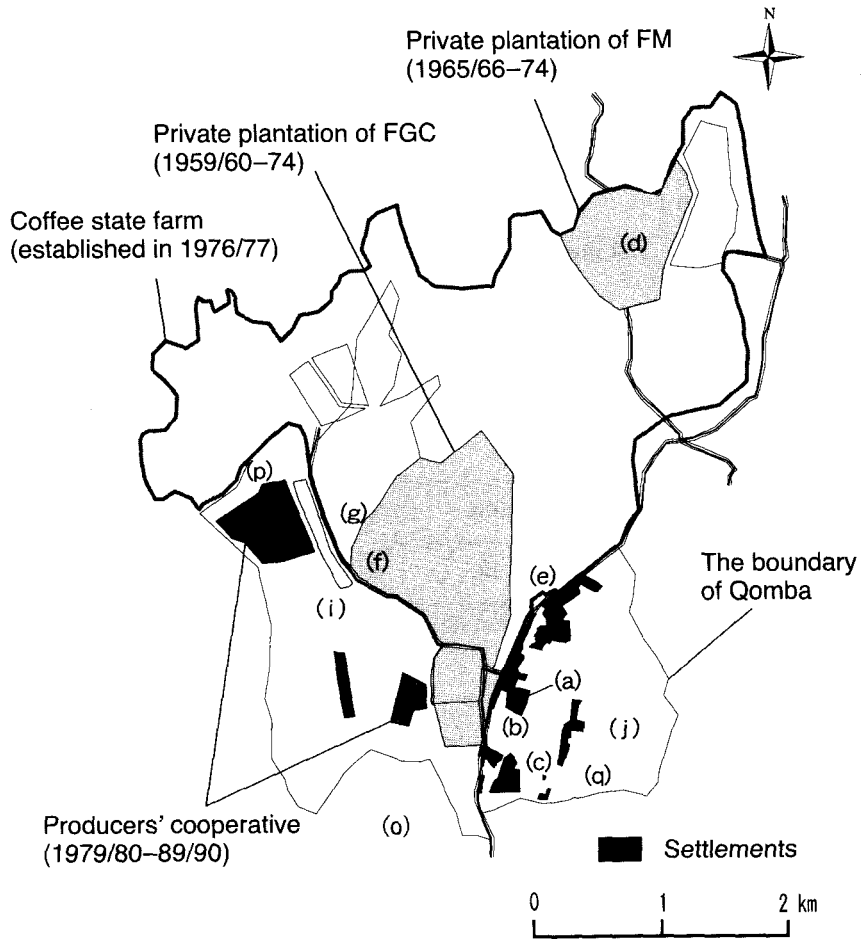 N
Private plantation of FM
(1965/66–74)
Private plantation of FGC
(1959/60–74)
Coffee state farm
(established in 1976/77)
(d)
(p)
(g)
(f)
(e)
The boundary
of Qomba
(i)
(a)
(b)
(j)
(c)
(q)
(o)
Producers' cooperative
(1979/80–89/90)
Settlements
0 1 2 km